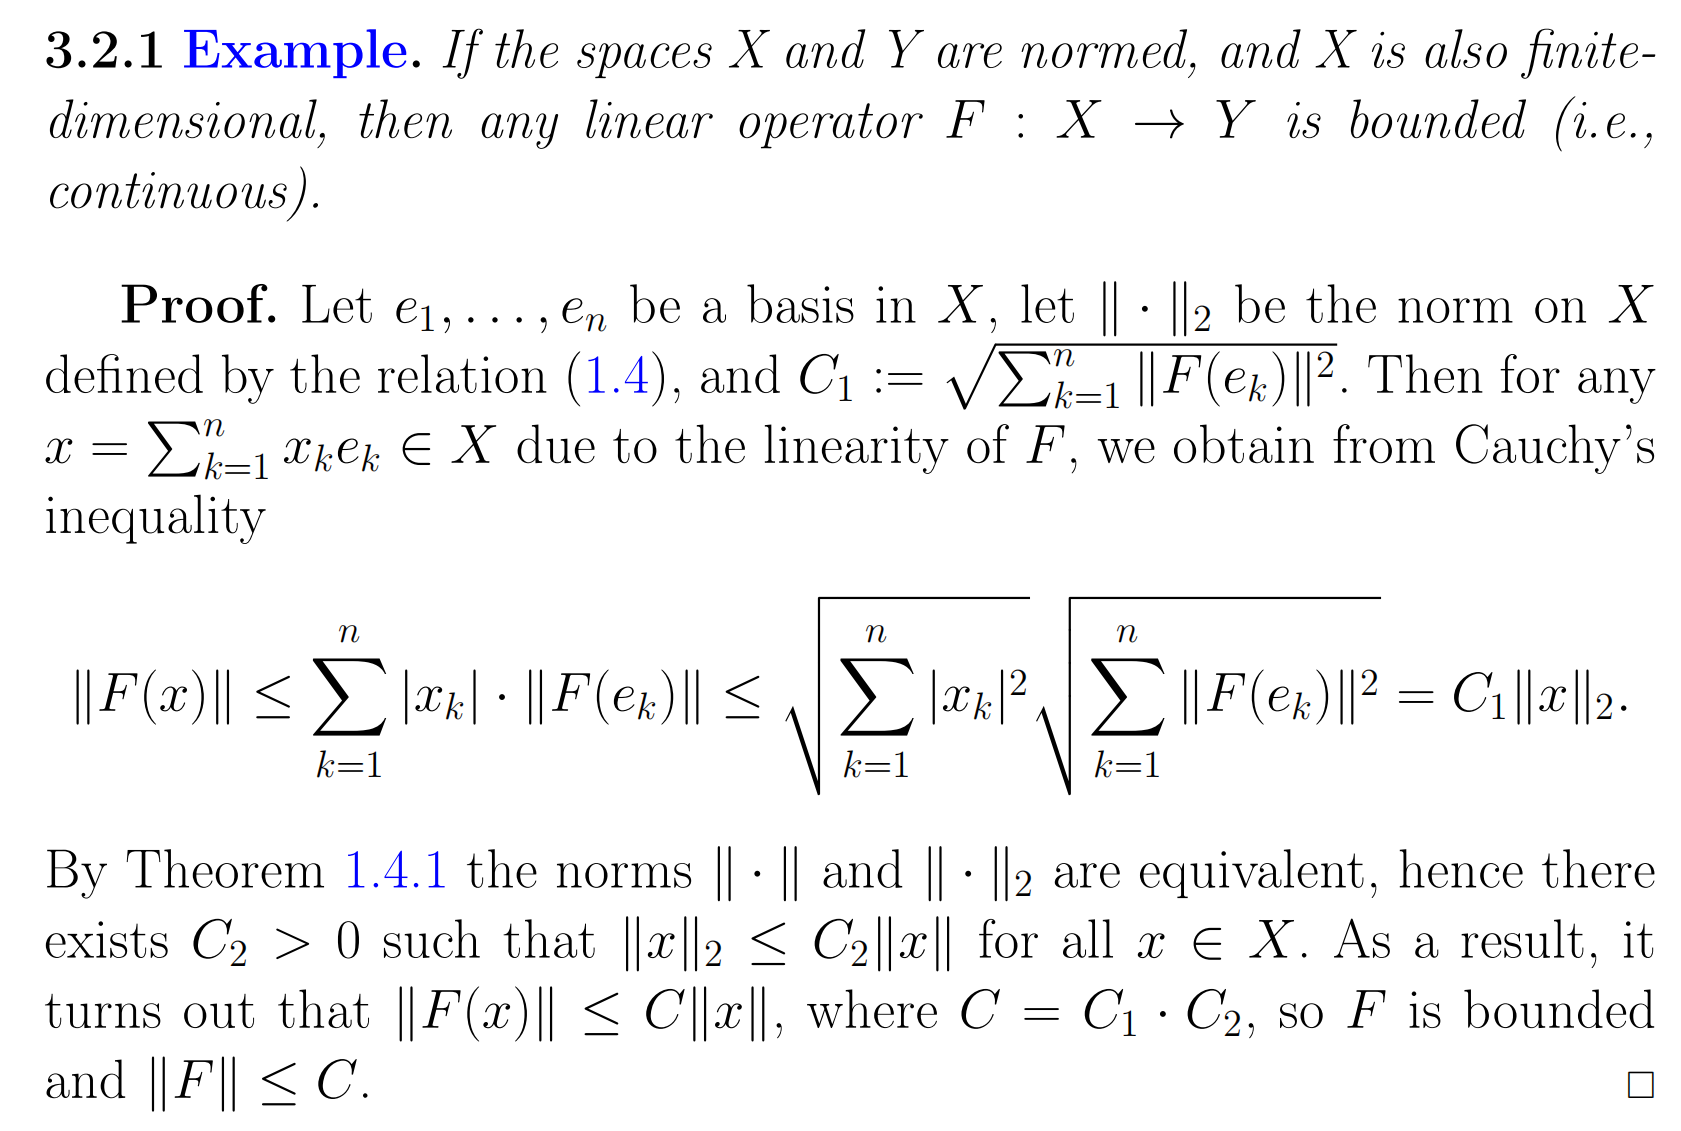 3.2.1 Example. If the spaces X and Y are normed, and X is also finite-
dimensional, then any linear operator F : X → Y is bounded (i.e.,
continuous).
Proof. Let e₁, . . . , eₙ be a basis in X, let ‖ · ‖₂ be the norm on X
defined by the relation (1.4), and C₁ := √(∑ₖ₌₁ⁿ ‖F(eₖ)‖²). Then for any
x = ∑ₖ₌₁ⁿ xₖeₖ ∈ X due to the linearity of F, we obtain from Cauchy's
inequality
‖F(x)‖ ≤ ∑ₖ₌₁ⁿ |xₖ| · ‖F(eₖ)‖ ≤ √(∑ₖ₌₁ⁿ |xₖ|²) √(∑ₖ₌₁ⁿ ‖F(eₖ)‖²) = C₁‖x‖₂.
By Theorem 1.4.1 the norms ‖ · ‖ and ‖ · ‖₂ are equivalent, hence there
exists C₂ > 0 such that ‖x‖₂ ≤ C₂‖x‖ for all x ∈ X. As a result, it
turns out that ‖F(x)‖ ≤ C‖x‖, where C = C₁ · C₂, so F is bounded
and ‖F‖ ≤ C. □